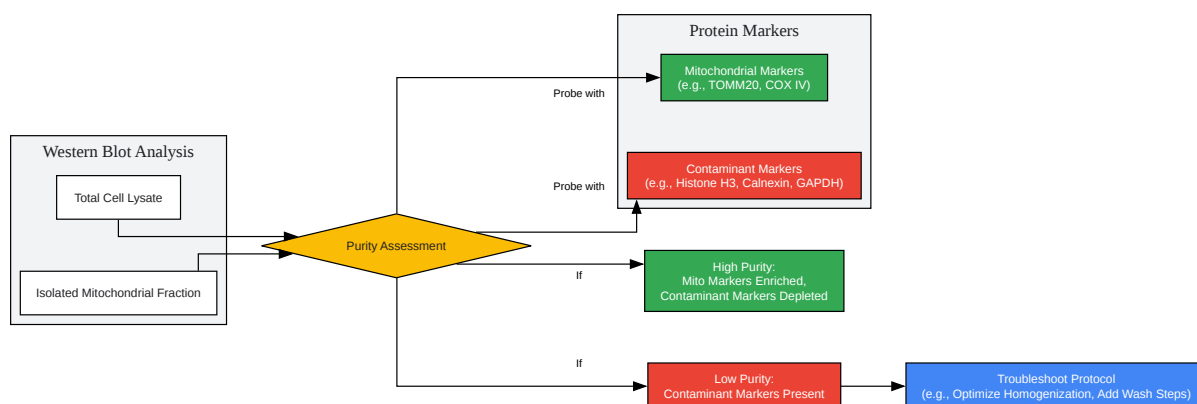 Protein Markers
Mitochondrial Markers
(e.g., TOMM20, COX IV)
Probe with
Western Blot Analysis
Contaminant Markers
(e.g., Histone H3, Calnexin, GAPDH)
Probe with
Total Cell Lysate
Purity Assessment
Isolated Mitochondrial Fraction
If
High Purity:
Mito Markers Enriched,
Contaminant Markers Depleted
If
Low Purity:
Contaminant Markers Present
Troubleshoot Protocol
(e.g., Optimize Homogenization, Add Wash Steps)